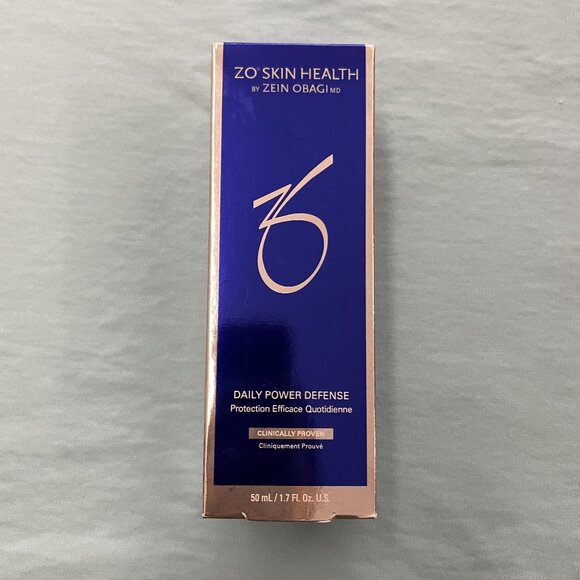 ZO® SKIN HEALTH
BY ZEIN OBAGI MD
ZO
DAILY POWER DEFENSE
Protection Efficace Quotidienne
CLINICALLY PROVEN
Cliniquement Prouvé
50 mL / 1.7 Fl. Oz. U.S.